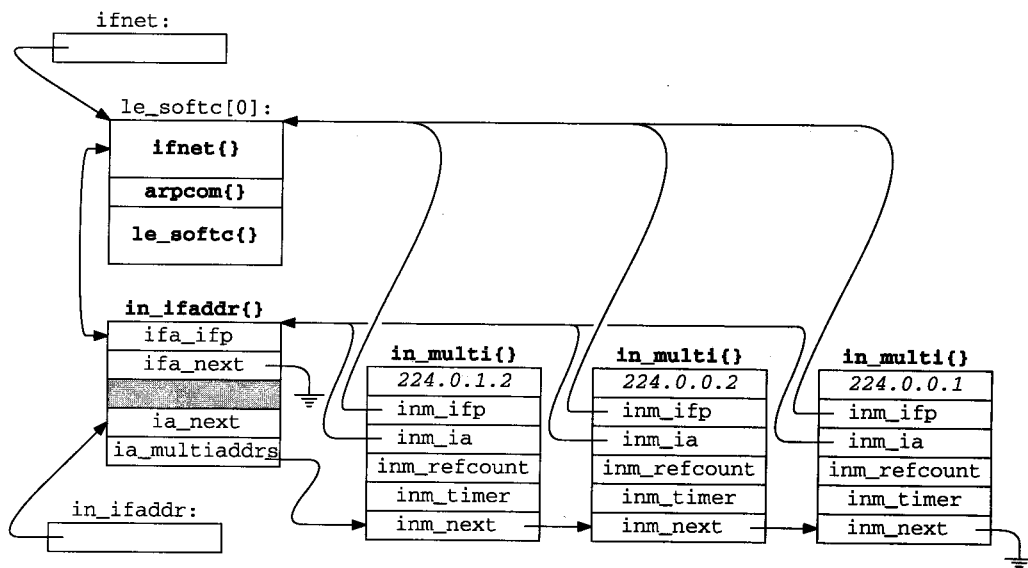 ifnet:
le_softc[0]:
ifnet{}
arpcom{}
le_softc{}
in_ifaddr{}
ifa_ifp
ifa_next
ia_next
ia_multiaddrs
in_ifaddr:
in_multi{}
224.0.1.2
inm_ifp
inm_ia
inm_refcount
inm_timer
inm_next
in_multi{}
224.0.0.2
inm_ifp
inm_ia
inm_refcount
inm_timer
inm_next
in_multi{}
224.0.0.1
inm_ifp
inm_ia
inm_refcount
inm_timer
inm_next